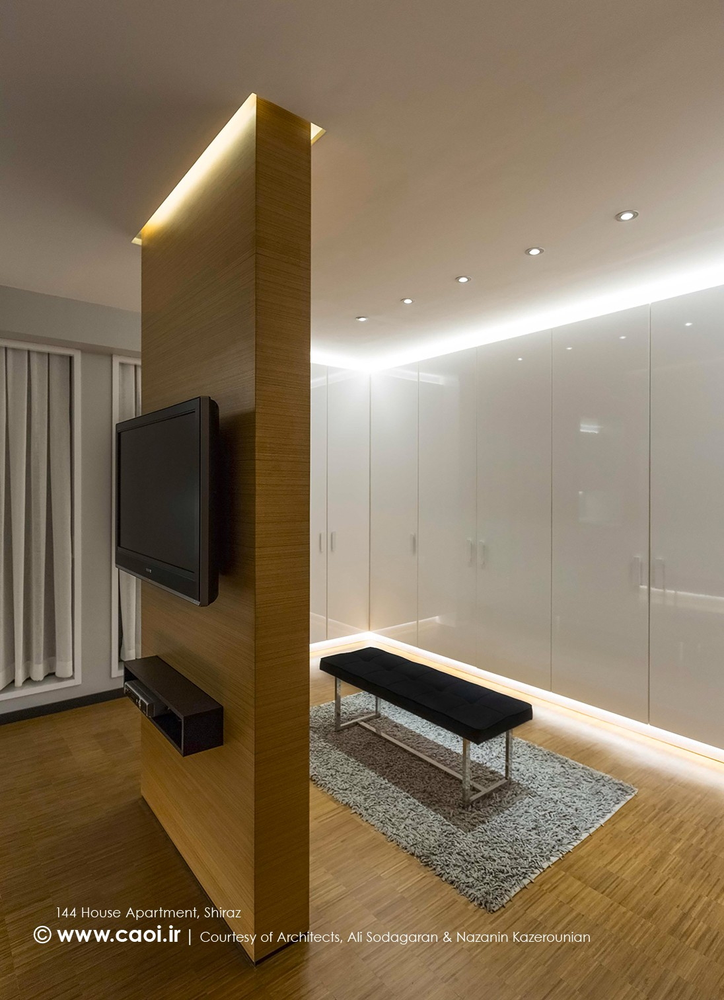 144 House Apartment, Shiraz
© www.caoi.ir | Courtesy of Architects, Ali Sodagaran & Nazanin Kazerounian